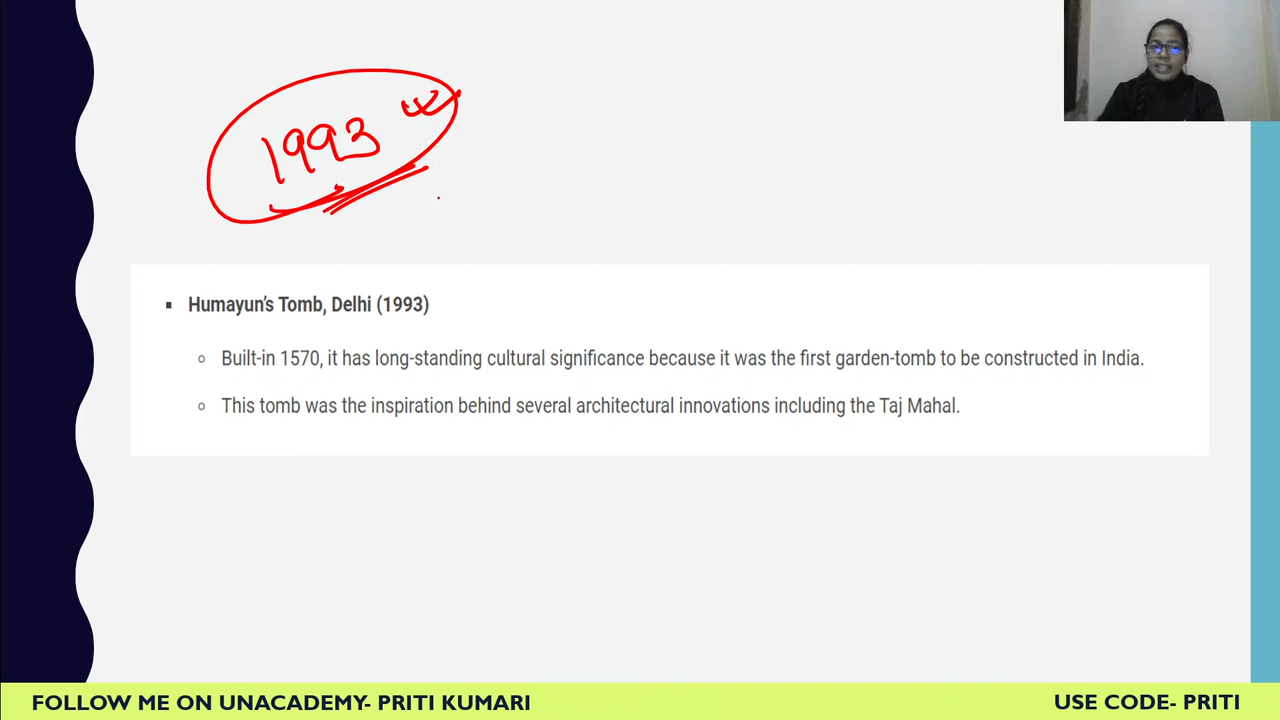 1993
Humayun’s Tomb, Delhi (1993)
Built-in 1570, it has long-standing cultural significance because it was the first garden-tomb to be constructed in India.
This tomb was the inspiration behind several architectural innovations including the Taj Mahal.
FOLLOW ME ON UNACADEMY- PRITI KUMARI
USE CODE- PRITI